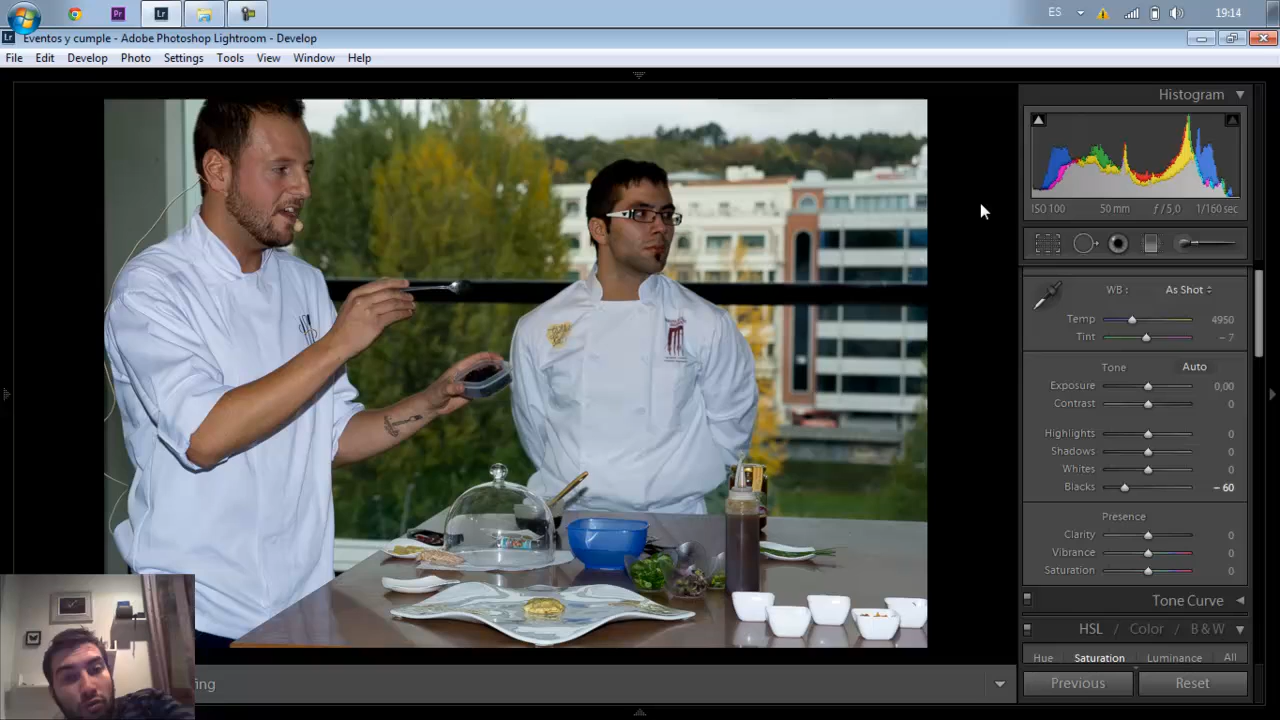 ES
19:14
Eventos y cumple - Adobe Photoshop Lightroom - Develop
File Edit Develop Photo Settings Tools View Window Help
Histogram
ISO 100 50 mm ƒ / 5,0 1/160 sec
WB : As Shot
Temp 4950
Tint - 7
Tone Auto
Exposure 0,00
Contrast 0
Highlights 0
Shadows 0
Whites 0
Blacks - 60
Presence
Clarity 0
Vibrance 0
Saturation 0
Tone Curve
HSL / Color / B & W
Hue Saturation Luminance All
ing
Previous Reset